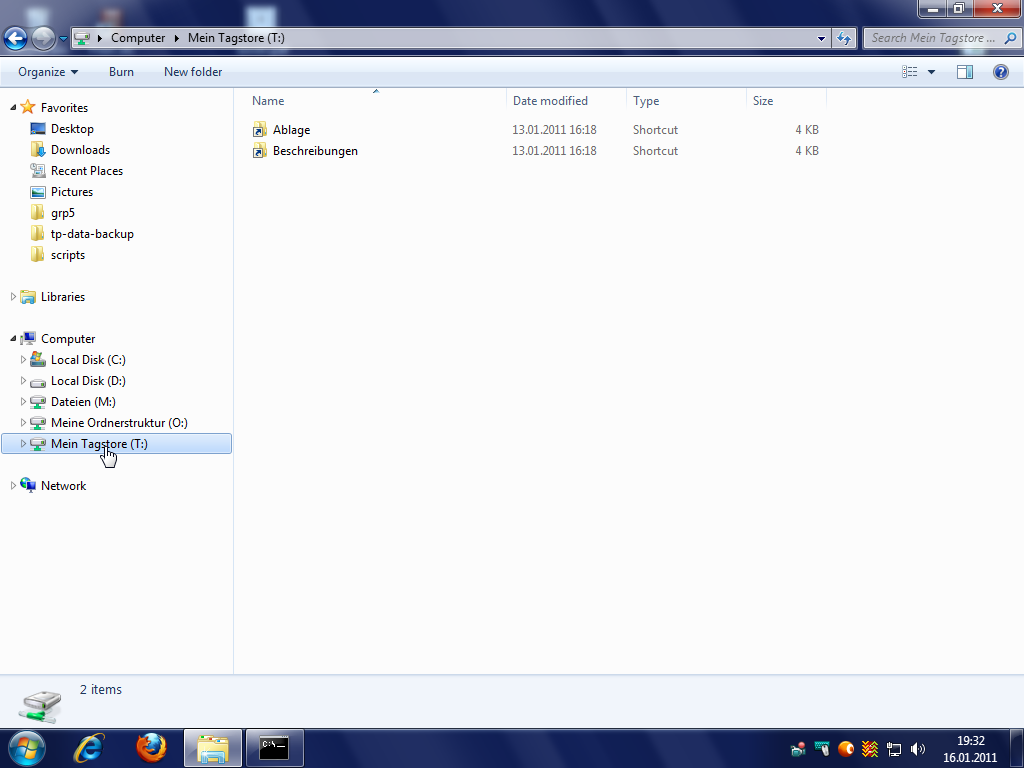 Computer Mein Tagstore (T:) Search Mein Tagstore ...
Organize Burn New folder
Favorites
Desktop
Downloads
Recent Places
Pictures
grp5
tp-data-backup
scripts
Libraries
Computer
Local Disk (C:)
Local Disk (D:)
Dateien (M:)
Meine Ordnerstruktur (O:)
Mein Tagstore (T:)
Network
Name Date modified Type Size
Ablage 13.01.2011 16:18 Shortcut 4 KB
Beschreibungen 13.01.2011 16:18 Shortcut 4 KB
2 items
C:\
19:32
16.01.2011